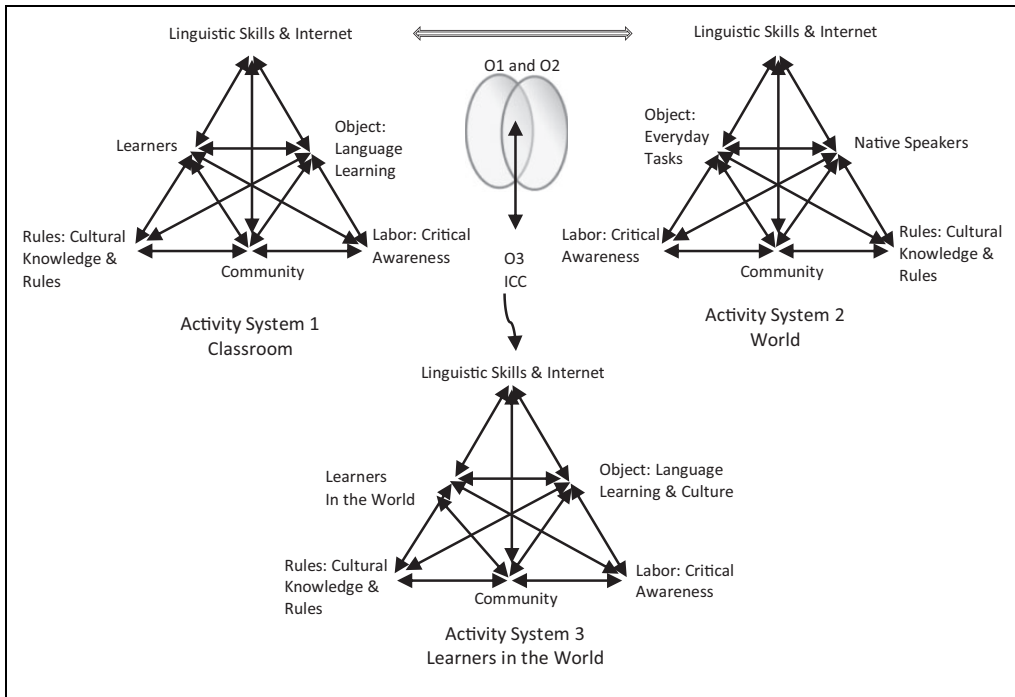 Linguistic Skills & Internet
Learners
Object:
Language
Learning
Rules: Cultural
Knowledge &
Rules
Community
Labor: Critical
Awareness
Activity System 1
Classroom
O1 and O2
O3
ICC
Linguistic Skills & Internet
Object:
Everyday
Tasks
Native Speakers
Labor: Critical
Awareness
Community
Rules: Cultural
Knowledge &
Rules
Activity System 2
World
Linguistic Skills & Internet
Learners
In the World
Object: Language
Learning & Culture
Rules: Cultural
Knowledge &
Rules
Community
Labor: Critical
Awareness
Activity System 3
Learners in the World